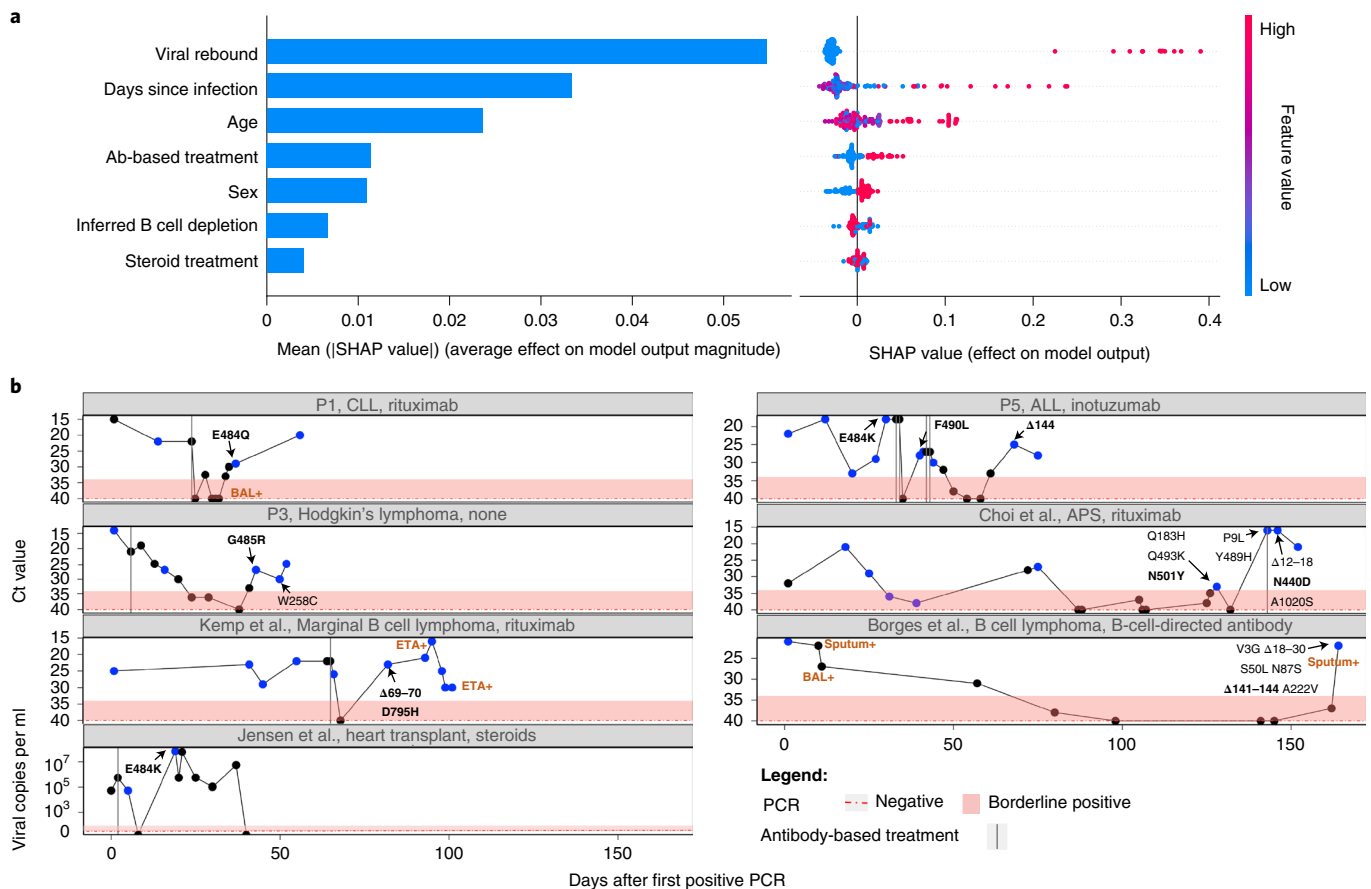 a
Viral rebound
Days since infection
Age
Ab-based treatment
Sex
Inferred B cell depletion
Steroid treatment
0 0.01 0.02 0.03 0.04 0.05
Mean (|SHAP value|) (average effect on model output magnitude)
0 0.1 0.2 0.3 0.4
SHAP value (effect on model output)
High
Feature value
Low
b
Ct value
Viral copies per ml
P1, CLL, rituximab
15
20
25
30
35
40
E484Q
BAL+
P3, Hodgkin's lymphoma, none
15
20
25
30
35
40
G485R
W258C
Kemp et al., Marginal B cell lymphoma, rituximab
15
20
25
30
35
40
ETA+
Δ69–70
D795H
ETA+
Jensen et al., heart transplant, steroids
10⁷
10⁵
10³
0
E484K
0 50 100 150
Days after first positive PCR
P5, ALL, inotuzumab
20
25
30
35
40
E484K
F490L
Δ144
Choi et al., APS, rituximab
15
20
25
30
35
40
Q183H
Q493K
N501Y
P9L
Y489H
Δ12–18
N440D
A1020S
Borges et al., B cell lymphoma, B-cell-directed antibody
25
30
35
40
Sputum+
BAL+
V3G Δ18–30
S50L N87S
Δ141–144 A222V
Sputum+
0 50 100 150
Legend:
PCR Negative Borderline positive
Antibody-based treatment